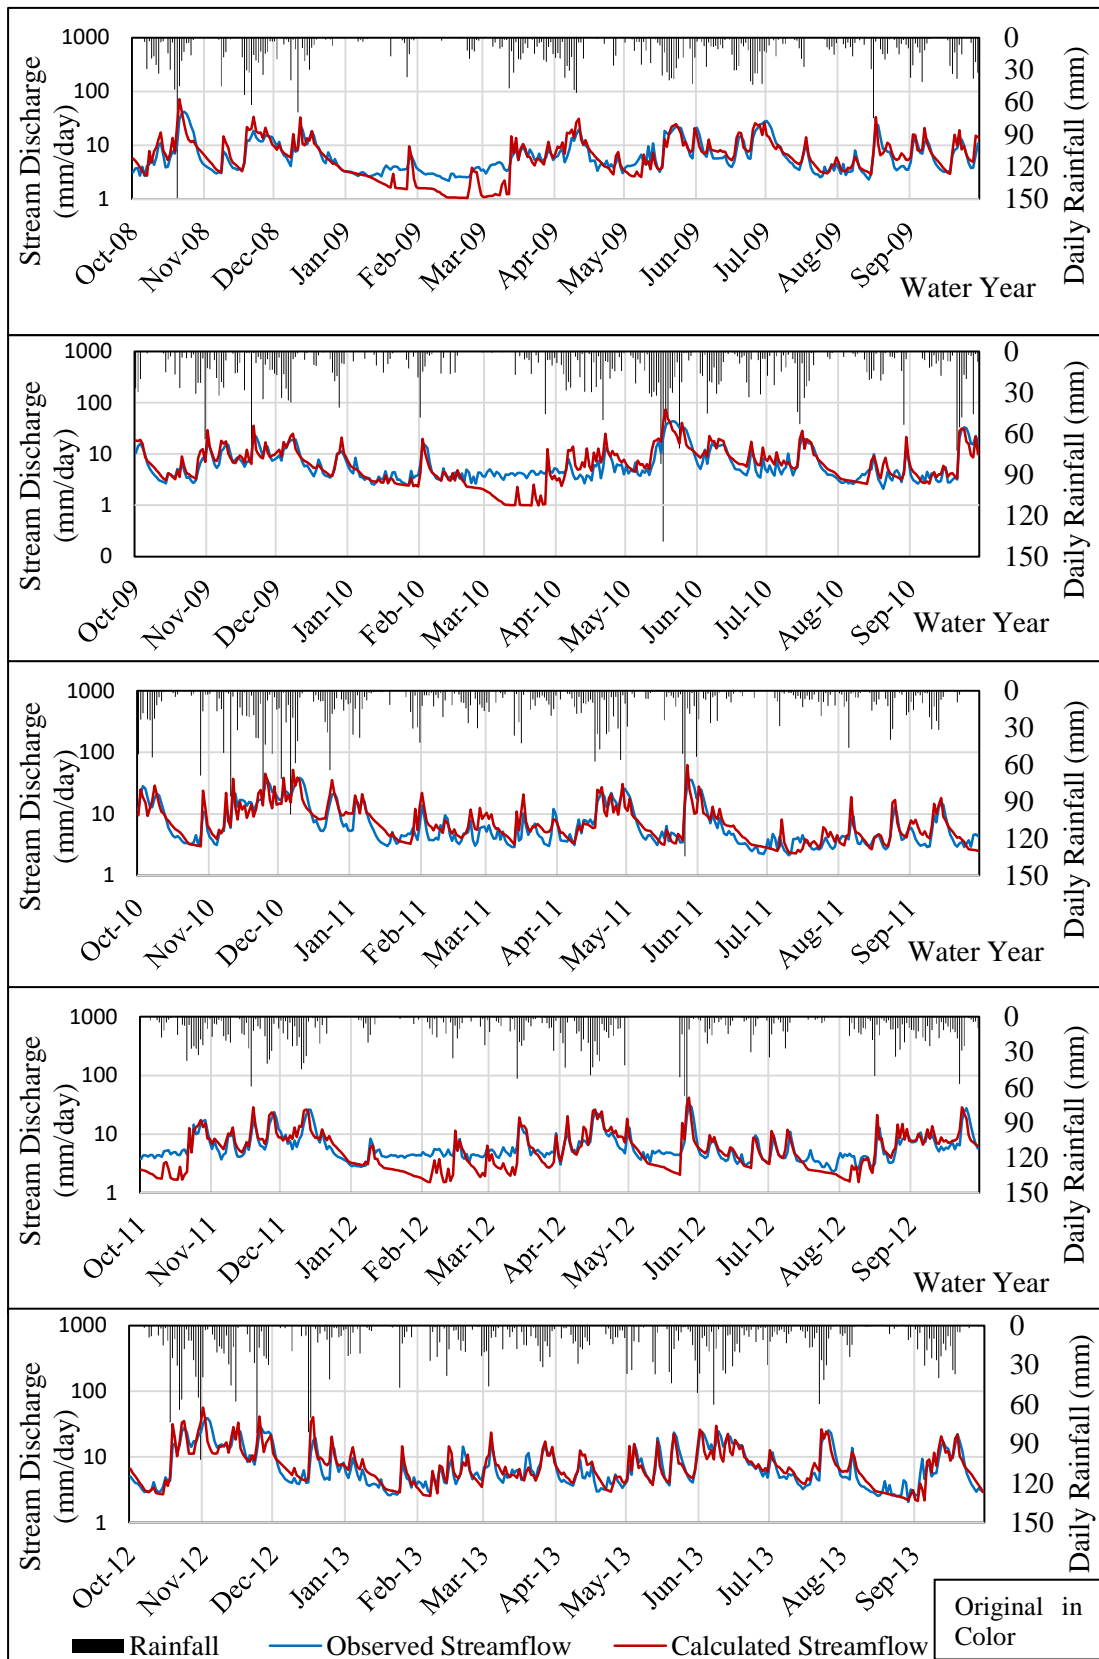 Stream Discharge
(mm/day)
1000
100
10
1
0
30
60
90
120
150
Daily Rainfall (mm)
Oct-08
Nov-08
Dec-08
Jan-09
Feb-09
Mar-09
Apr-09
May-09
Jun-09
Jul-09
Aug-09
Sep-09
Water Year
Stream Discharge
(mm/day)
1000
100
10
1
0
0
30
60
90
120
150
Daily Rainfall (mm)
Oct-09
Nov-09
Dec-09
Jan-10
Feb-10
Mar-10
Apr-10
May-10
Jun-10
Jul-10
Aug-10
Sep-10
Water Year
Stream Discharge
(mm/day)
1000
100
10
1
0
30
60
90
120
150
Daily Rainfall (mm)
Oct-10
Nov-10
Dec-10
Jan-11
Feb-11
Mar-11
Apr-11
May-11
Jun-11
Jul-11
Aug-11
Sep-11
Water Year
Stream Discharge
(mm/day)
1000
100
10
1
0
30
60
90
120
150
Daily Rainfall (mm)
Oct-11
Nov-11
Dec-11
Jan-12
Feb-12
Mar-12
Apr-12
May-12
Jun-12
Jul-12
Aug-12
Sep-12
Water Year
Stream Discharge
(mm/day)
1000
100
10
1
0
30
60
90
120
150
Daily Rainfall (mm)
Oct-12
Nov-12
Dec-12
Jan-13
Feb-13
Mar-13
Apr-13
May-13
Jun-13
Jul-13
Aug-13
Sep-13
Rainfall
Observed Streamflow
Calculated Streamflow
Original in
Color